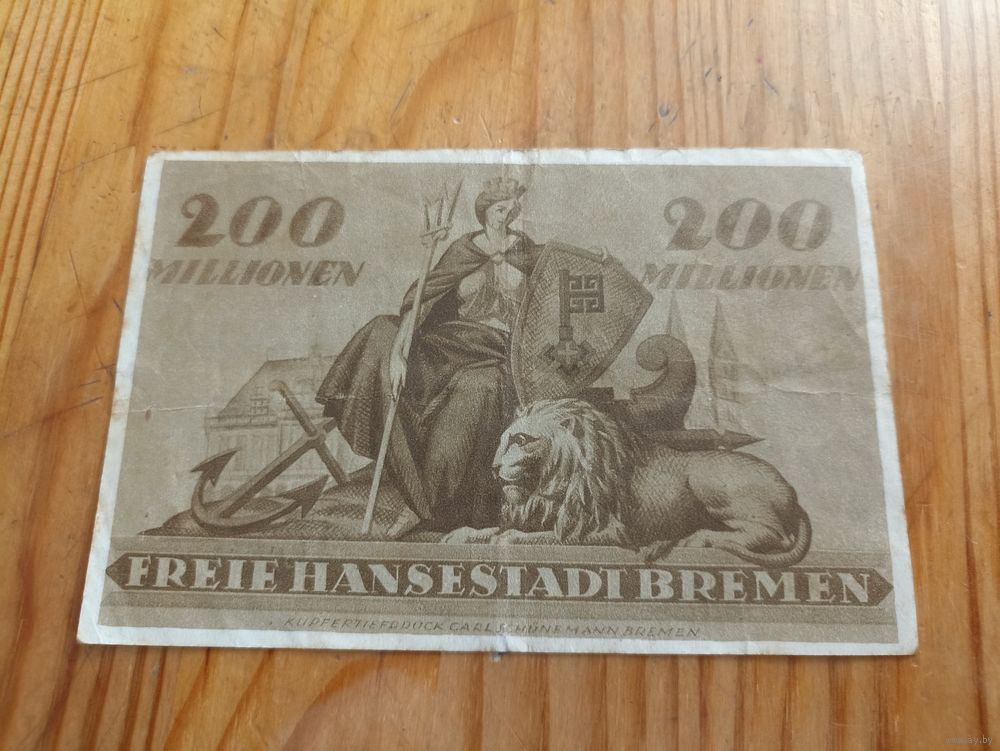 200
MILLIONEN
200
MILLIONEN
FREIE HANSESTADT BREMEN
KUPFERTIEFDRUCK CARL SCHÜNEMANN, BREMEN